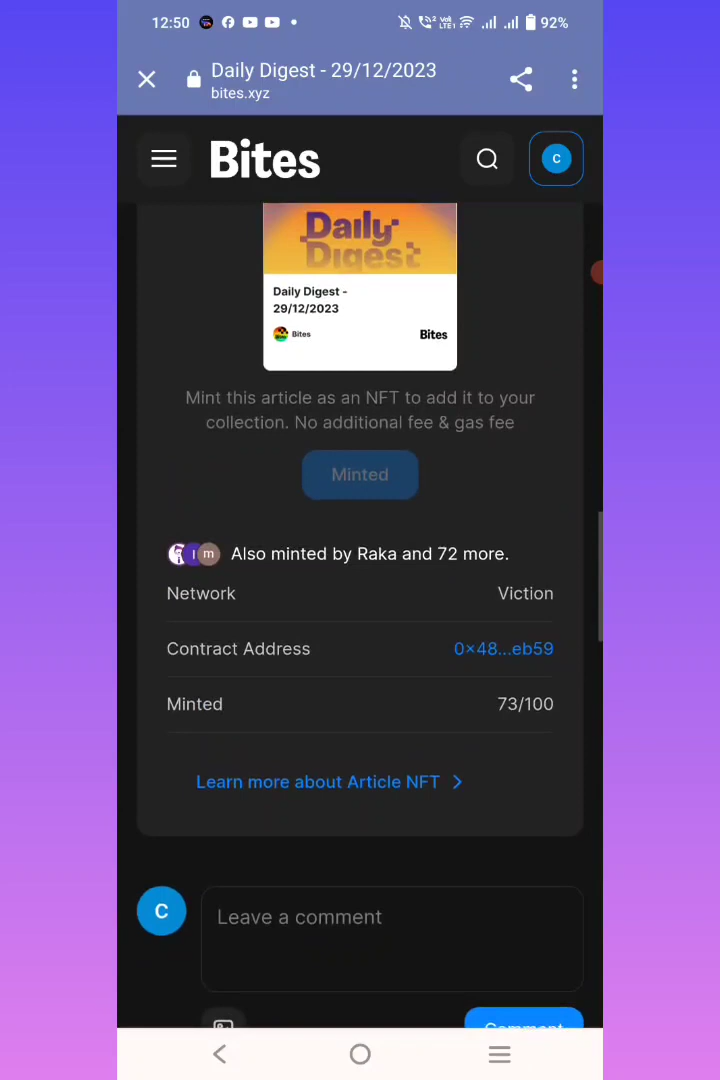 12:50
92%
Daily Digest - 29/12/2023
bites.xyz
Bites
C
Daily
Digest
Daily Digest -
29/12/2023
Bites
Bites
Mint this article as an NFT to add it to your
collection. No additional fee & gas fee
Minted
I m Also minted by Raka and 72 more.
Network Viction
Contract Address 0×48...eb59
Minted 73/100
Learn more about Article NFT
C
Leave a comment
Comment